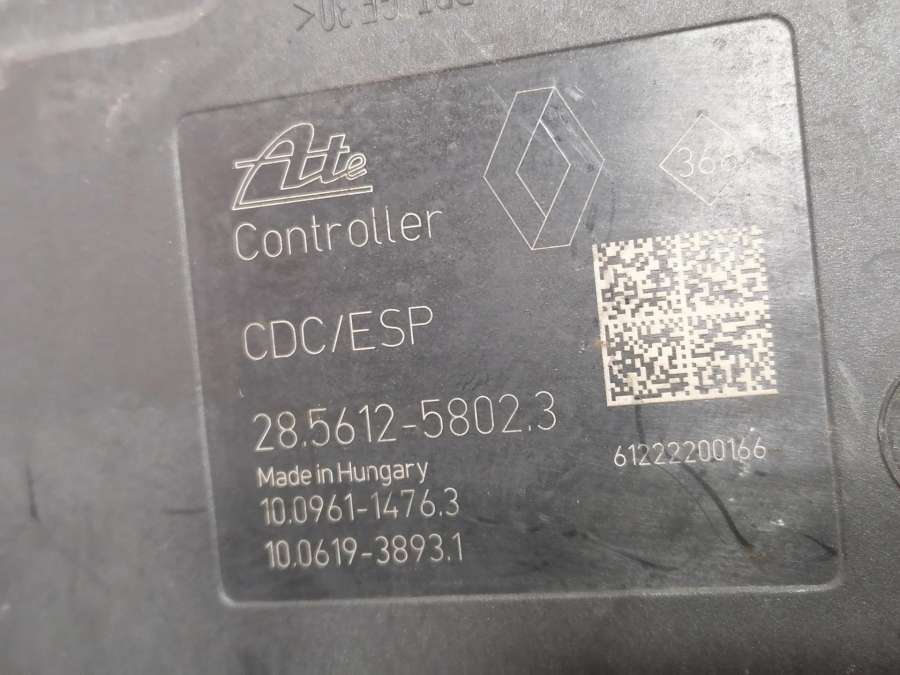 Ate
Controller
CDC/ESP
28.5612-5802.3
Made in Hungary
10.0961-1476.3
10.0619-3893.1
61222200166